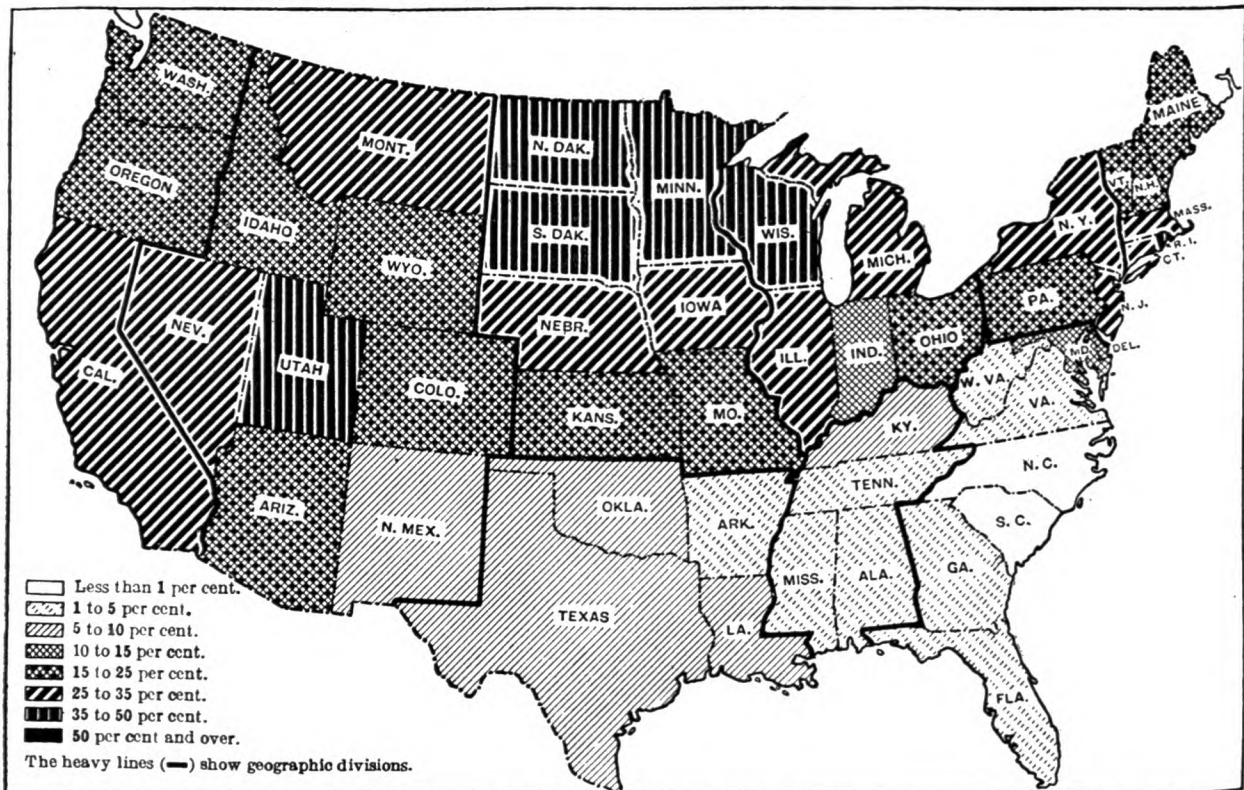 WASH.
OREGON
IDAHO
MONT.
WYO.
N. DAK.
S. DAK.
NEBR.
MINN.
WIS.
IOWA
MICH.
ILL.
IND.
OHIO
N. Y.
PA.
MAINE
VT.
N.H.
MASS.
R. I.
CT.
N. J.
DEL.
MD.
CAL.
NEV.
UTAH
COLO.
KANS.
MO.
ARIZ.
N. MEX.
OKLA.
TEXAS
ARK.
LA.
KY.
TENN.
W. VA.
VA.
N. C.
S. C.
MISS.
ALA.
GA.
FLA.
Less than 1 per cent.
1 to 5 per cent.
5 to 10 per cent.
10 to 15 per cent.
15 to 25 per cent.
25 to 35 per cent.
35 to 50 per cent.
50 per cent and over.
The heavy lines (▬) show geographic divisions.